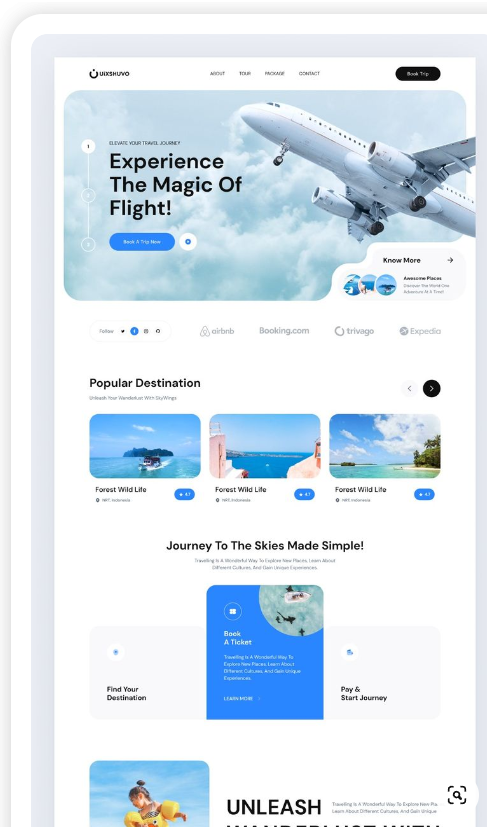 UIXSHUVO
ABOUT TOUR PACKAGE CONTACT
Book Trip
ELEVATE YOUR TRAVEL JOURNEY
Experience
The Magic Of
Flight!
Book A Trip Now
1
2
3
Know More
Awesome Places
Discover The World One
Adventure At A Time!
Follow
airbnb
Booking.com
trivago
Expedia
Popular Destination
Unleash Your Wanderlust With SkyWings
Forest Wild Life
4.7
NRT, Indonesia
Forest Wild Life
4.7
NRT, Indonesia
Forest Wild Life
4.7
NRT, Indonesia
Journey To The Skies Made Simple!
Travelling Is A Wonderful Way To Explore New Places, Learn About
Different Cultures, And Gain Unique Experiences.
Find Your
Destination
Book
A Ticket
Travelling Is A Wonderful Way To
Explore New Places, Learn About
Different Cultures, And Gain Unique
Experiences.
LEARN MORE
Pay &
Start Journey
UNLEASH
Travelling Is A Wonderful Way To Explore New Pla
Learn About Different Cultures, And Gain Unique
WANDERLUST WITH